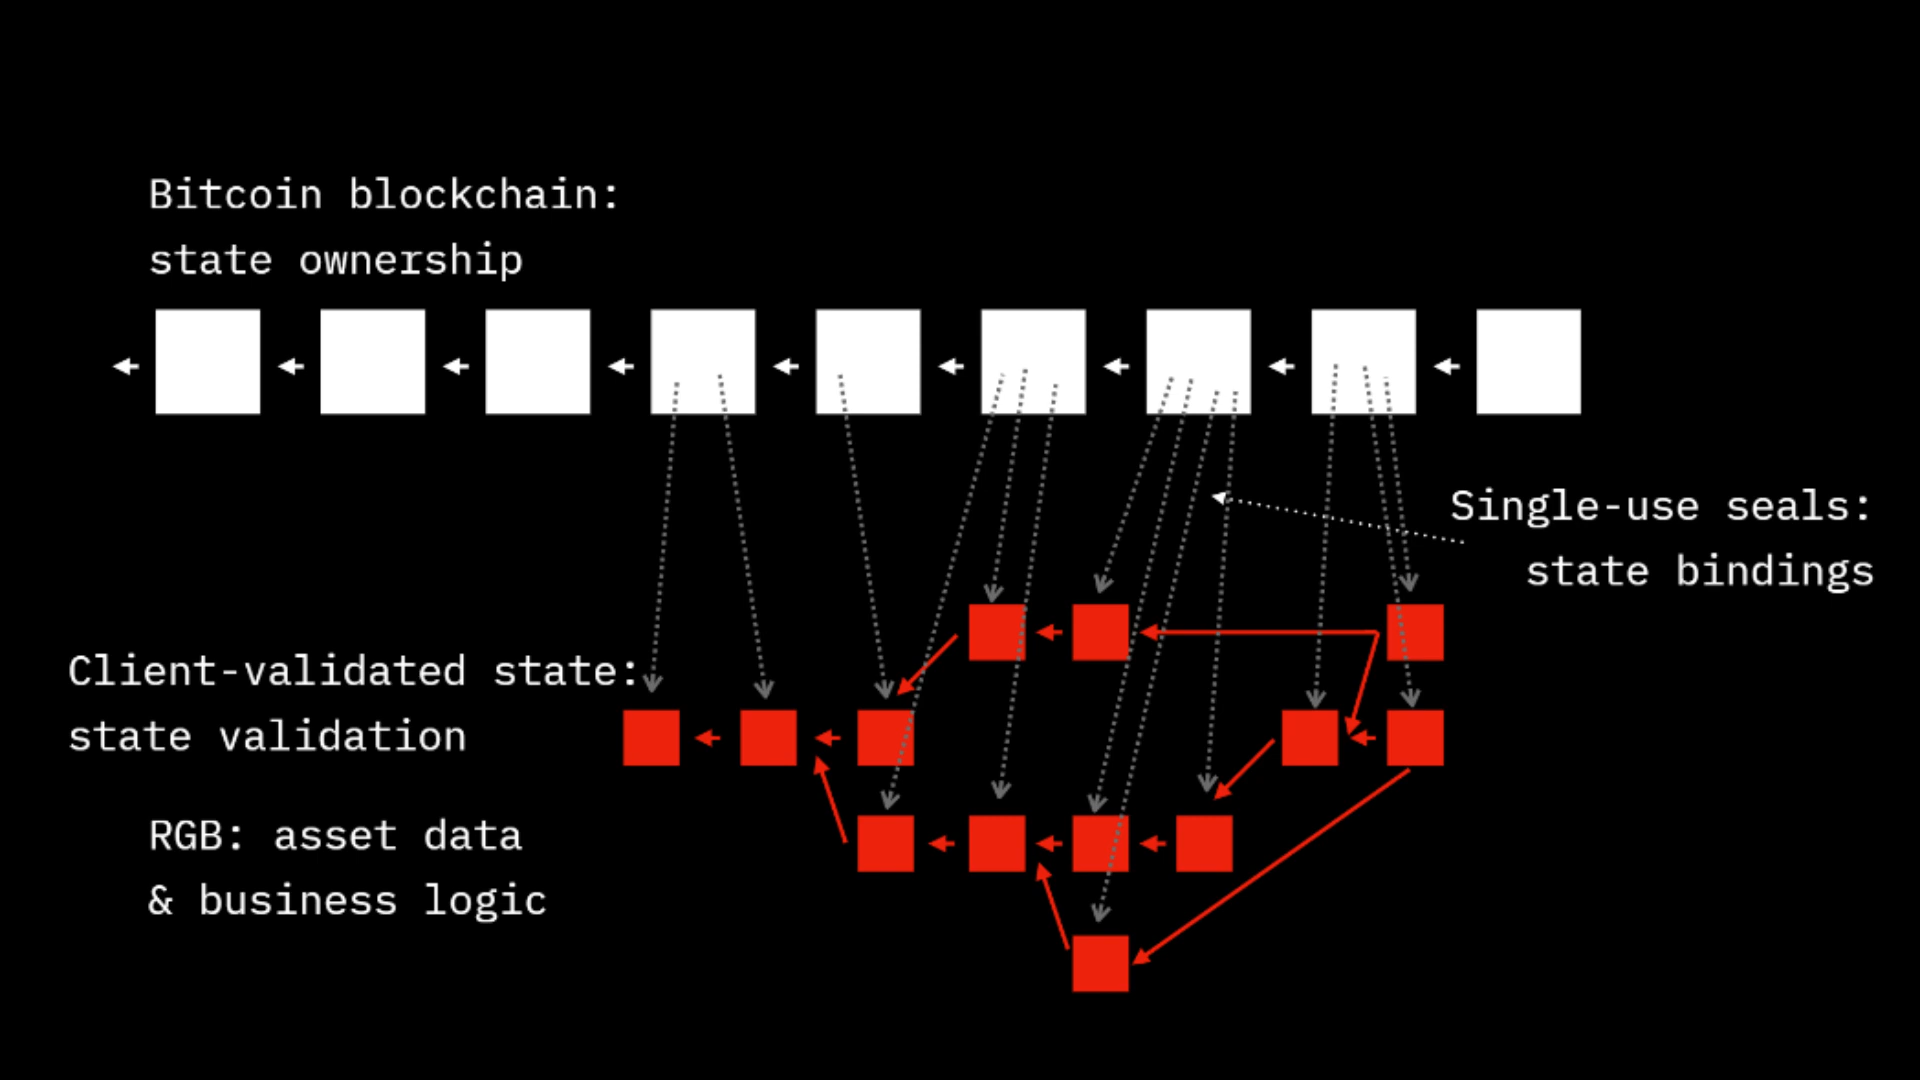 Bitcoin blockchain:
state ownership
Single-use seals:
state bindings
Client-validated state:
state validation
RGB: asset data
& business logic